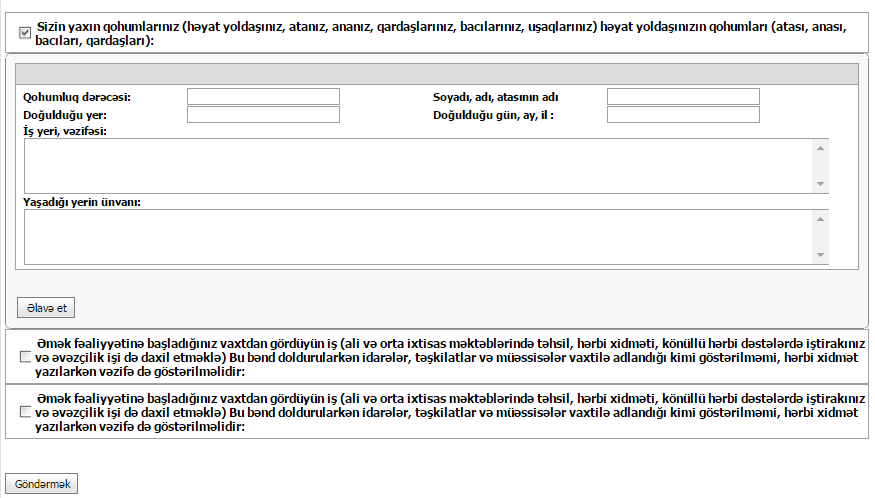 Sizin yaxın qohumlarınız (həyat yoldaşınız, atanız, ananız, qardaşlarınız, bacılarınız, uşaqlarınız) həyat yoldaşınızın qohumları (atası, anası,
bacıları, qardaşları):
Qohumluq dərəcəsi:
Soyadı, adı, atasının adı
Doğulduğu yer:
Doğulduğu gün, ay, il :
İş yeri, vəzifəsi:
Yaşadığı yerin ünvanı:
Əlavə et
Əmək fəaliyyətinə başladığınız vaxtdan gördüyün iş (ali və orta ixtisas məktəblərində təhsil, hərbi xidməti, könüllü hərbi dəstələrdə iştirakınız
və əvəzçilik işi də daxil etməklə) Bu bənd doldurularkən idarələr, təşkilatlar və müəssisələr vaxtilə adlandığı kimi göstərilməmi, hərbi xidmət
yazılarkən vəzifə də göstərilməlidir:
Əmək fəaliyyətinə başladığınız vaxtdan gördüyün iş (ali və orta ixtisas məktəblərində təhsil, hərbi xidməti, könüllü hərbi dəstələrdə iştirakınız
və əvəzçilik işi də daxil etməklə) Bu bənd doldurularkən idarələr, təşkilatlar və müəssisələr vaxtilə adlandığı kimi göstərilməmi, hərbi xidmət
yazılarkən vəzifə də göstərilməlidir:
Göndərmək